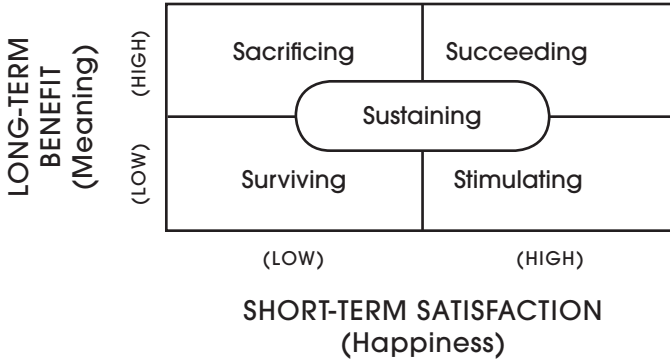 LONG-TERM
BENEFIT
(Meaning)
(HIGH)
(LOW)
Sacrificing
Succeeding
Sustaining
Surviving
Stimulating
(LOW)
(HIGH)
SHORT-TERM SATISFACTION
(Happiness)